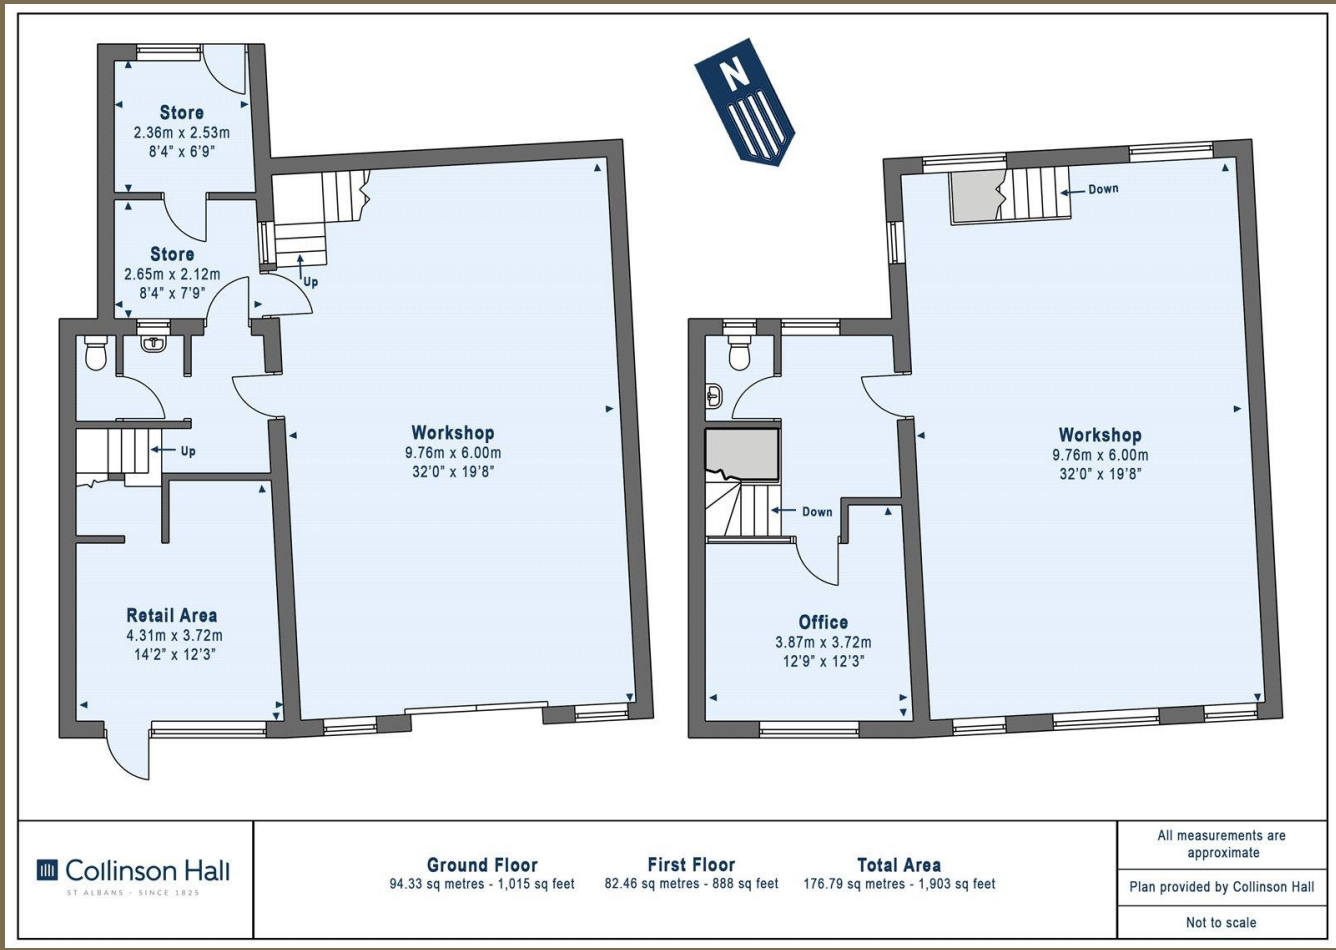 N
Store
2.36m x 2.53m
8'4" x 6'9"
Store
2.65m x 2.12m
8'4" x 7'9"
Up
Workshop
9.76m x 6.00m
32'0" x 19'8"
Up
Retail Area
4.31m x 3.72m
14'2" x 12'3"
Down
Workshop
9.76m x 6.00m
32'0" x 19'8"
Down
Office
3.87m x 3.72m
12'9" x 12'3"
Collinson Hall
ST ALBANS - SINCE 1825
Ground Floor
94.33 sq metres - 1,015 sq feet
First Floor
82.46 sq metres - 888 sq feet
Total Area
176.79 sq metres - 1,903 sq feet
All measurements are
approximate
Plan provided by Collinson Hall
Not to scale